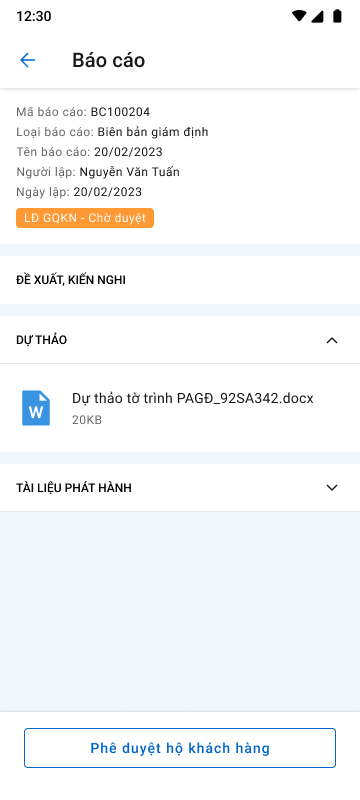 12:30
Báo cáo
Mã báo cáo: BC100204
Loại báo cáo: Biên bản giám định
Tên báo cáo: 20/02/2023
Người lập: Nguyễn Văn Tuấn
Ngày lập: 20/02/2023
LĐ GQKN - Chờ duyệt
ĐỀ XUẤT, KIẾN NGHI
DỰ THẢO
W
Dự thảo tờ trình PAGĐ_92SA342.docx
20KB
TÀI LIỆU PHÁT HÀNH
Phê duyệt hộ khách hàng